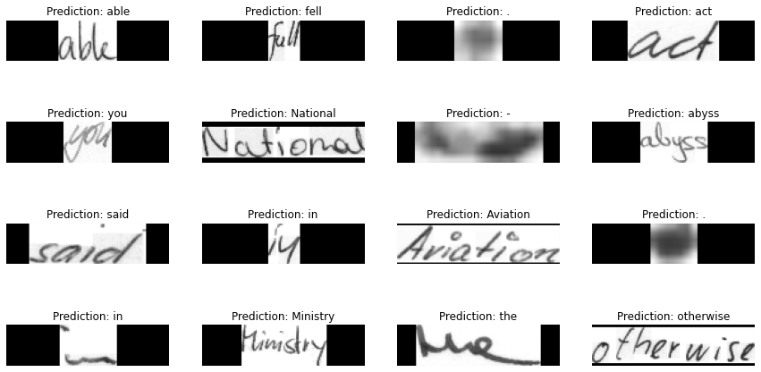 Prediction: able Prediction: fell Prediction: . Prediction: act
able full . act
Prediction: you Prediction: National Prediction: - Prediction: abyss
you National - abyss
Prediction: said Prediction: in Prediction: Aviation Prediction: .
said in Aviation .
Prediction: in Prediction: Ministry Prediction: the Prediction: otherwise
Ministry the otherwise